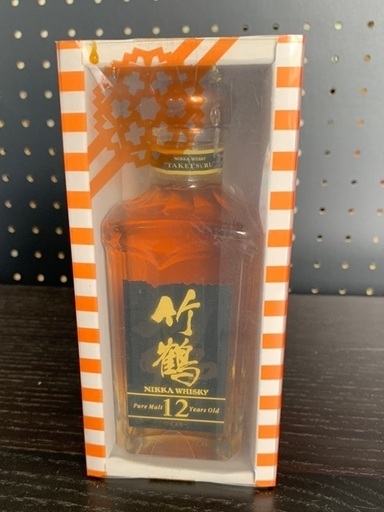 NIKKA WHISKY
"TAKETSURU"
竹鶴
NIKKA WHISKY
Pure Malt 12 Years Old